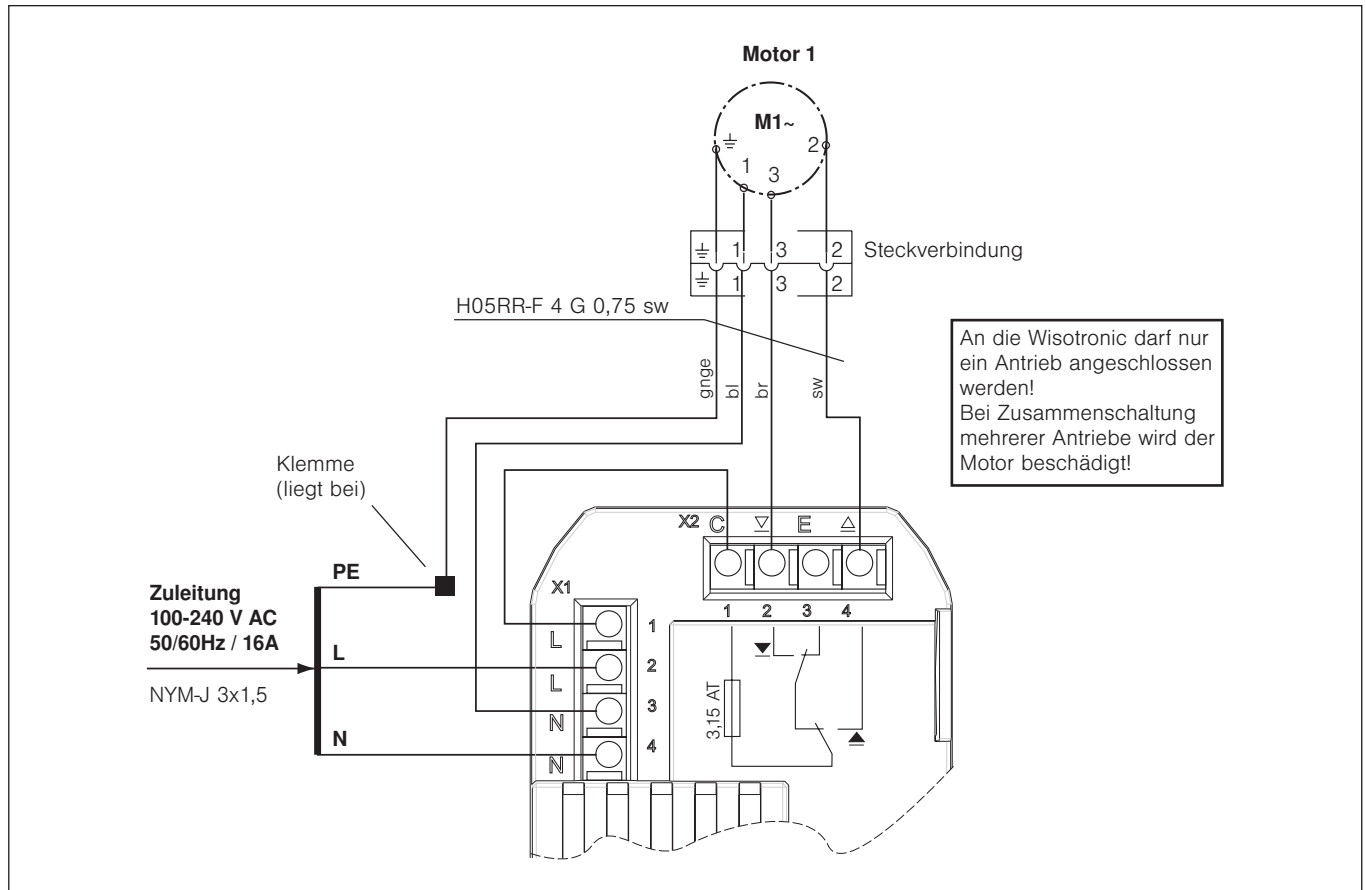 Motor 1
M1~
2
1
3
1 3 2
Steckverbindung
1 3 2
H05RR-F 4 G 0,75 sw
gnge
bl
br
sw
An die Wisotronic darf nur
ein Antrieb angeschlossen
werden!
Bei Zusammenschaltung
mehrerer Antriebe wird der
Motor beschädigt!
Klemme
(liegt bei)
X2 C E
PE
X1
Zuleitung
100-240 V AC
50/60Hz / 16A
NYM-J 3x1,5
L
N
1 2 3 4
L 1
L 2
N 3
N 4
3,15 AT